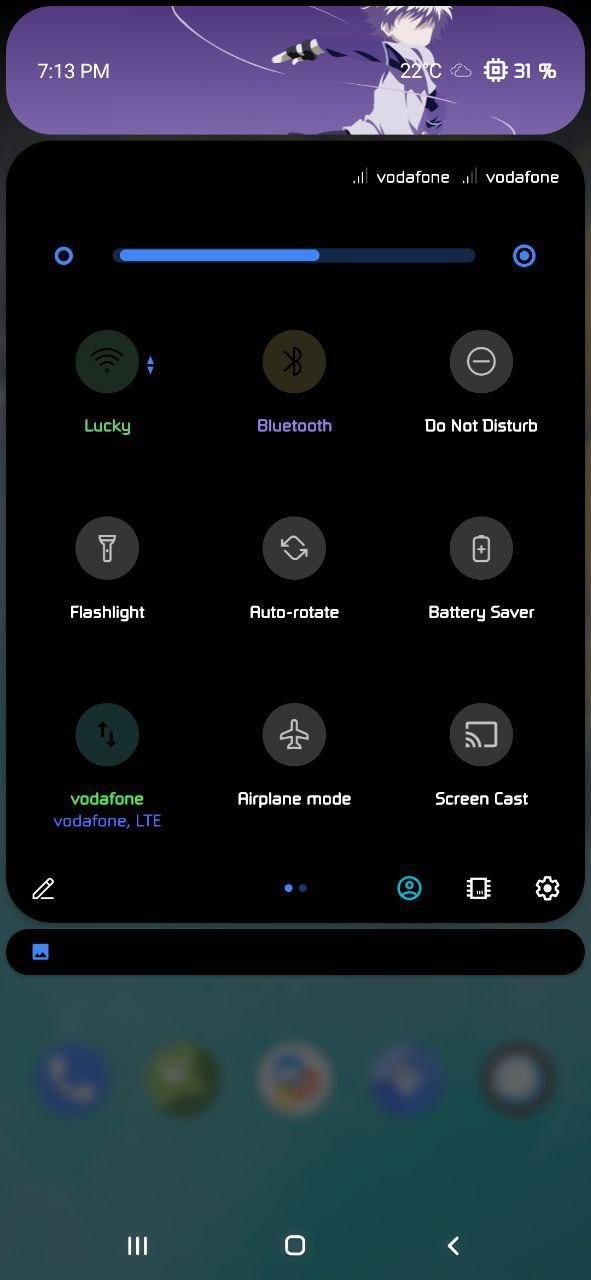 7:13 PM 22°C 31 %
vodafone vodafone
Lucky Bluetooth Do Not Disturb
Flashlight Auto-rotate Battery Saver
vodafone Airplane mode Screen Cast
vodafone, LTE